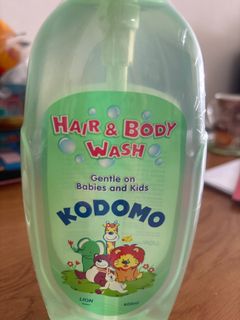 HAIR & BODY
WASH
Gentle on
Babies and Kids
KODOMO
LION